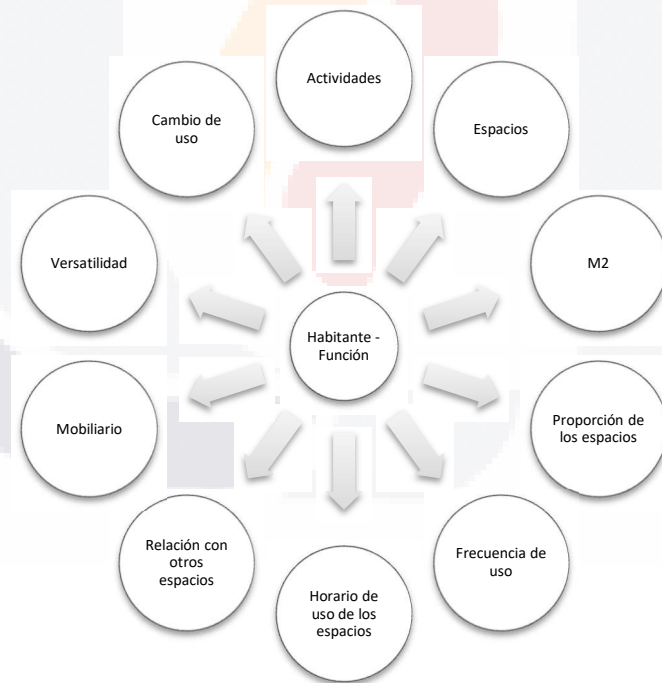 Actividades
Espacios
M2
Proporción de
los espacios
Frecuencia de
uso
Horario de
uso de los
espacios
Relación con
otros
espacios
Mobiliario
Versatilidad
Cambio de
uso
Habitante -
Función